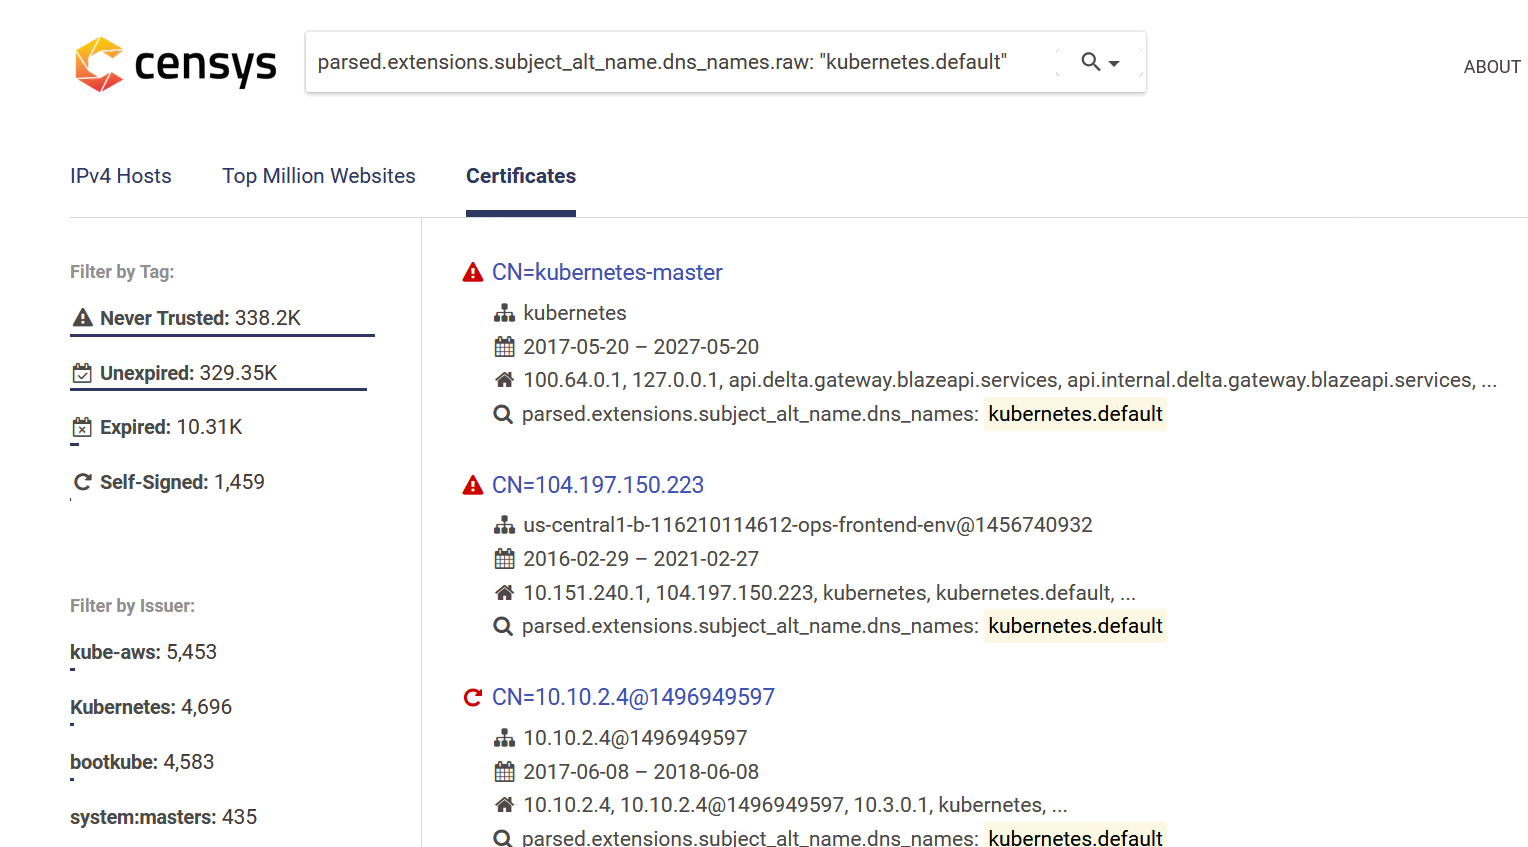 censys
parsed.extensions.subject_alt_name.dns_names.raw: "kubernetes.default"
ABOUT
IPv4 Hosts
Top Million Websites
Certificates
Filter by Tag:
Never Trusted: 338.2K
Unexpired: 329.35K
Expired: 10.31K
Self-Signed: 1,459
Filter by Issuer:
kube-aws: 5,453
Kubernetes: 4,696
bootkube: 4,583
system:masters: 435
CN=kubernetes-master
kubernetes
2017-05-20 – 2027-05-20
100.64.0.1, 127.0.0.1, api.delta.gateway.blazeapi.services, api.internal.delta.gateway.blazeapi.services, ...
parsed.extensions.subject_alt_name.dns_names: kubernetes.default
CN=104.197.150.223
us-central1-b-116210114612-ops-frontend-env@1456740932
2016-02-29 – 2021-02-27
10.151.240.1, 104.197.150.223, kubernetes, kubernetes.default, ...
parsed.extensions.subject_alt_name.dns_names: kubernetes.default
CN=10.10.2.4@1496949597
10.10.2.4@1496949597
2017-06-08 – 2018-06-08
10.10.2.4, 10.10.2.4@1496949597, 10.3.0.1, kubernetes, ...
parsed.extensions.subject_alt_name.dns_names: kubernetes.default